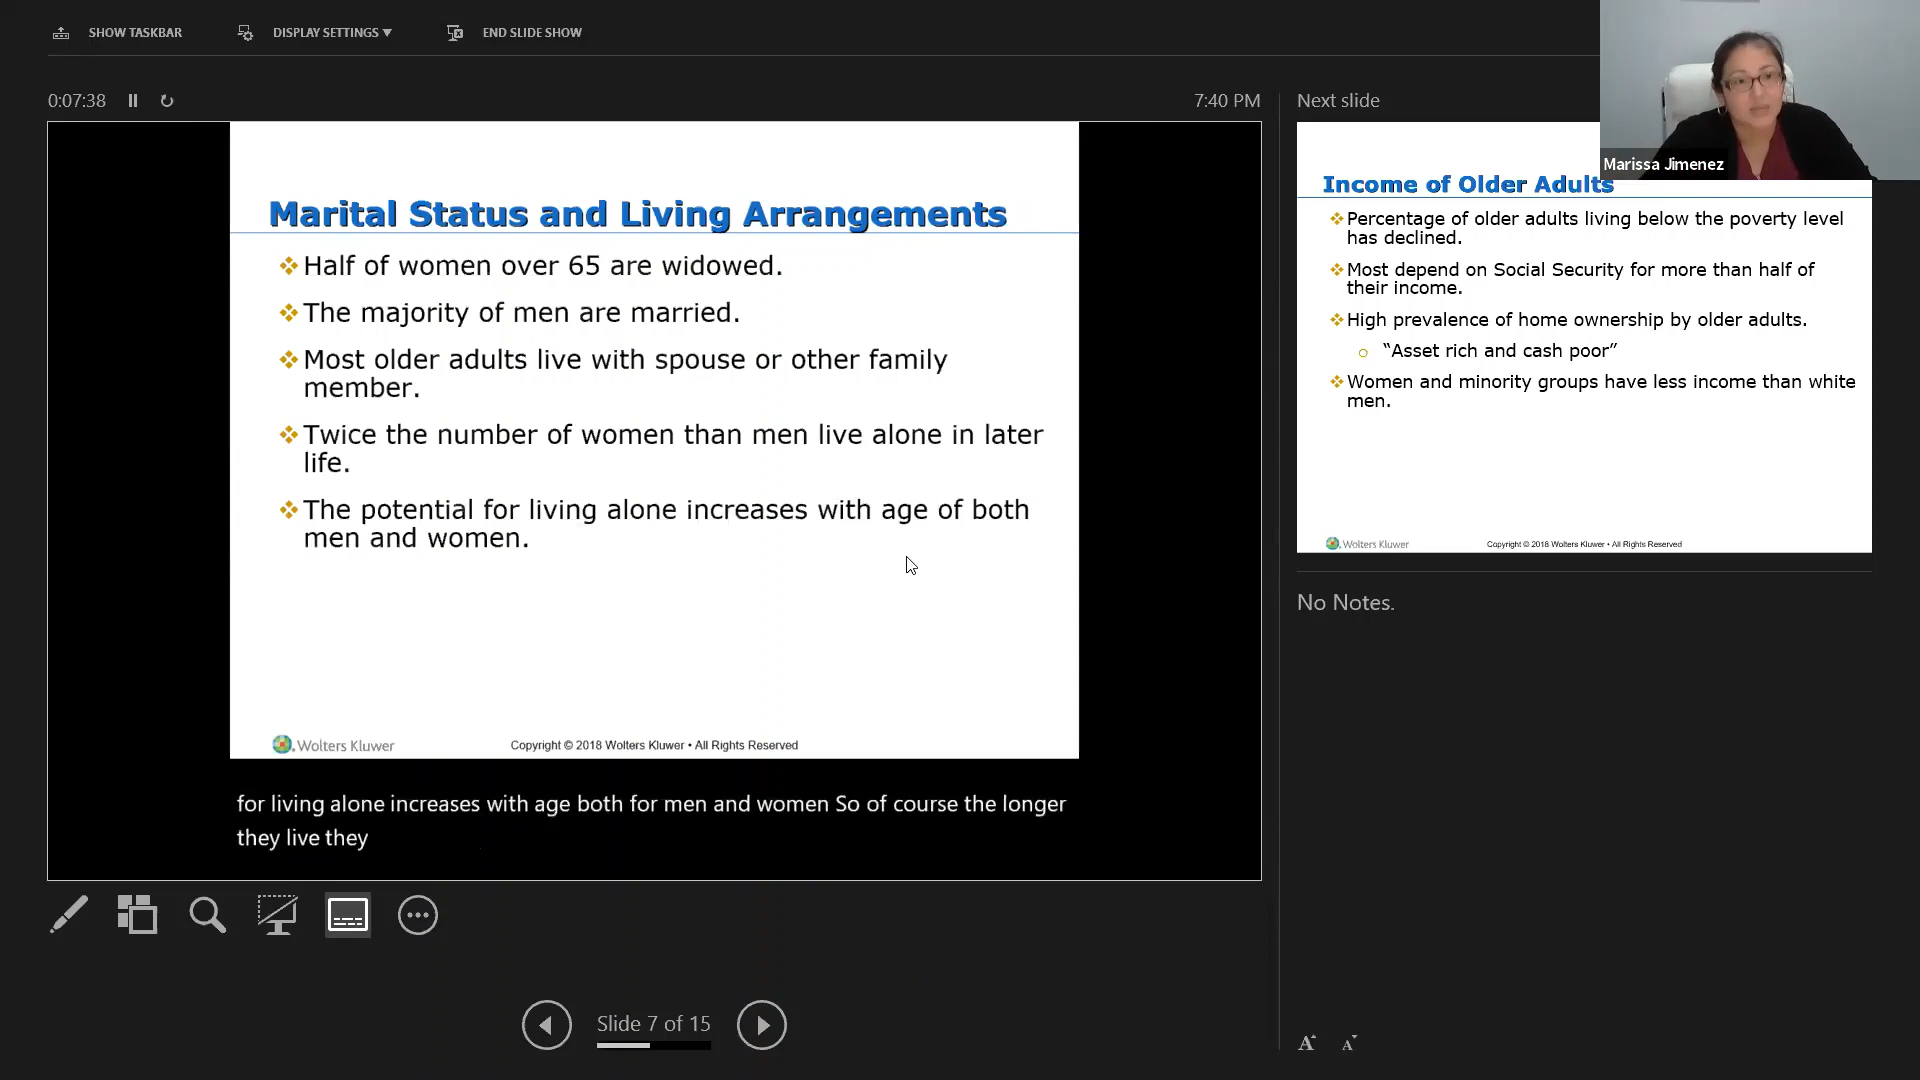 SHOW TASKBAR
DISPLAY SETTINGS ▼
END SLIDE SHOW
0:07:38
7:40 PM
Next slide
Marissa Jimenez
Marital Status and Living Arrangements
❖Half of women over 65 are widowed.
❖The majority of men are married.
❖Most older adults live with spouse or other family
member.
❖Twice the number of women than men live alone in later
life.
❖The potential for living alone increases with age of both
men and women.
Wolters Kluwer
Copyright © 2018 Wolters Kluwer • All Rights Reserved
for living alone increases with age both for men and women So of course the longer
they live they
Slide 7 of 15
Income of Older Adults
❖Percentage of older adults living below the poverty level
has declined.
❖Most depend on Social Security for more than half of
their income.
❖High prevalence of home ownership by older adults.
o “Asset rich and cash poor”
❖Women and minority groups have less income than white
men.
Wolters Kluwer
Copyright © 2018 Wolters Kluwer • All Rights Reserved
No Notes.
A A